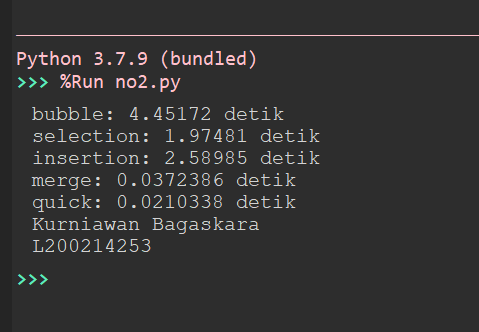 Python 3.7.9 (bundled)
>>> %Run no2.py
bubble: 4.45172 detik
selection: 1.97481 detik
insertion: 2.58985 detik
merge: 0.0372386 detik
quick: 0.0210338 detik
Kurniawan Bagaskara
L200214253
>>>